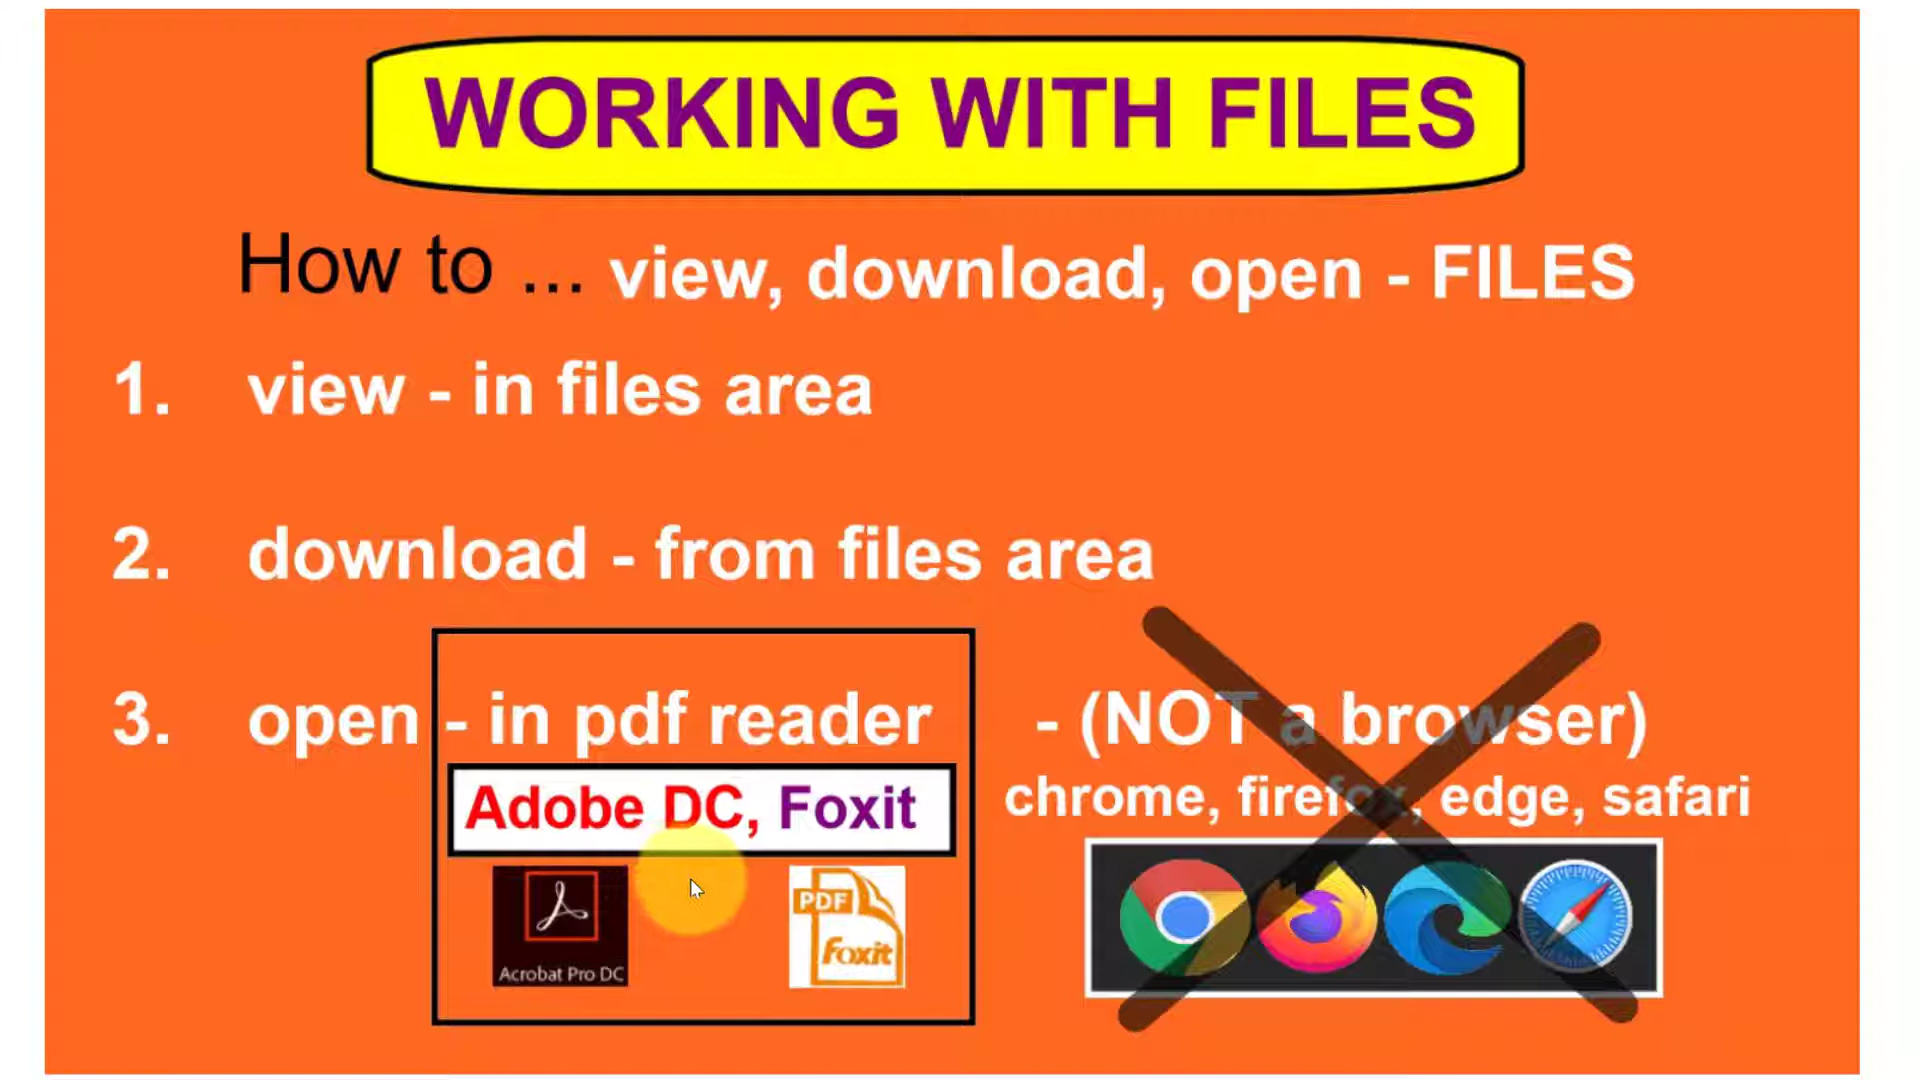 WORKING WITH FILES
How to ... view, download, open - FILES
1. view - in files area
2. download - from files area
3. open - in pdf reader - (NOT a browser)
Adobe DC, Foxit
chrome, firefox, edge, safari
Acrobat Pro DC
PDF
foxit